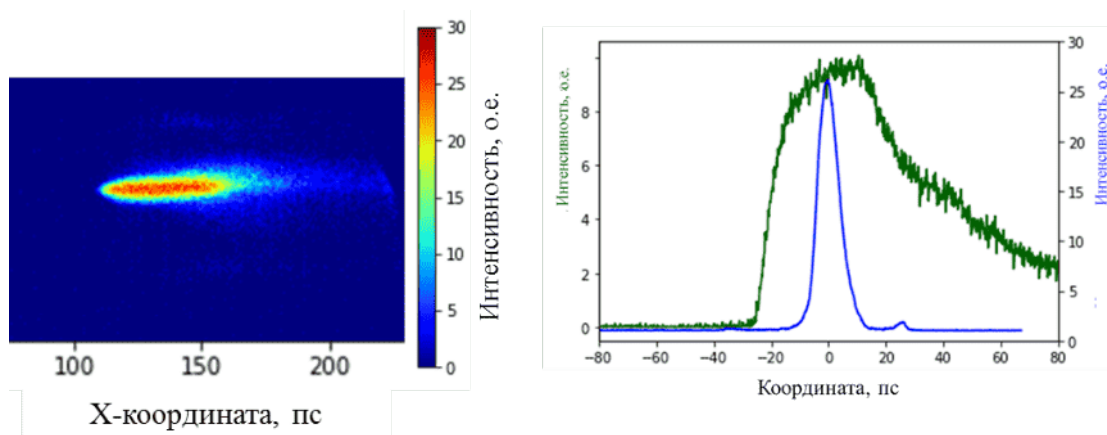 30
25
20
15
10
5
0
Интенсивность, о.е.
100 150 200
X-координата, пс
30
25
20
15
10
5
0
Интенсивность, о.е.
8
6
4
2
0
. Интенсивность, о.е.
−80 −60 −40 −20 0 20 40 60 80
Координата, пс